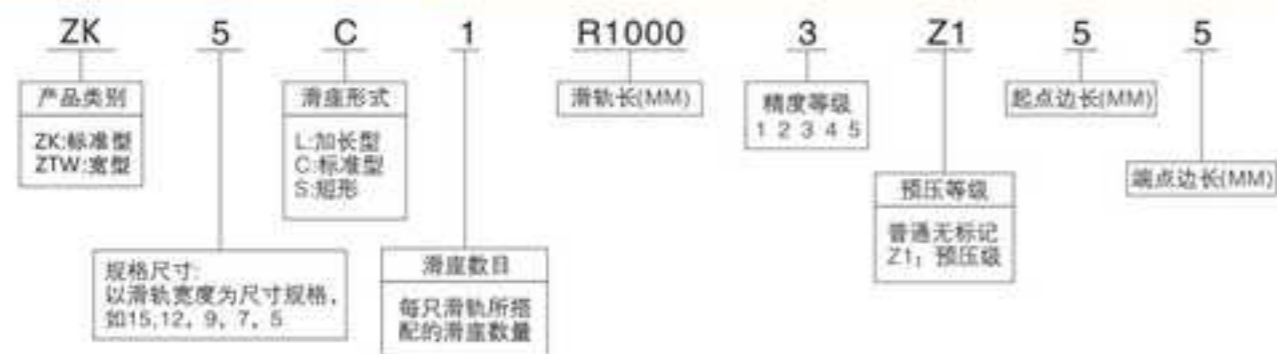 ZK 5 C 1 R1000 3 Z1 5 5
产品类别
ZK:标准型
ZTW:宽型
规格尺寸:
以滑轨宽度为尺寸规格,
如15,12, 9, 7, 5
滑座形式
L:加长型
C:标准型
S:短形
滑座数目
每只滑轨所搭
配的滑座数量
滑轨长(MM)
精度等级
1 2 3 4 5
预压等级
普通无标记
Z1; 预压级
起点边长(MM)
端点边长(MM)